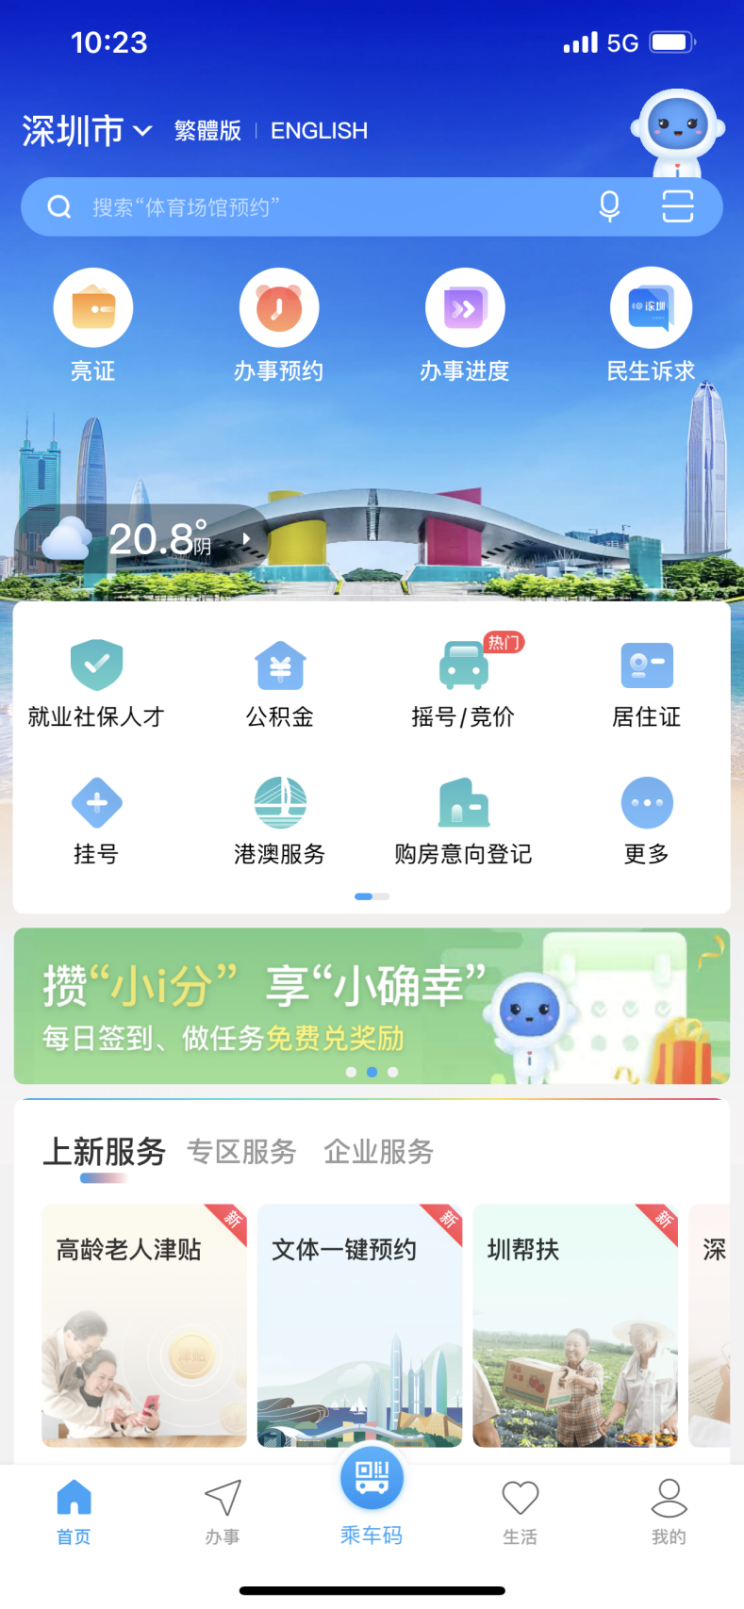 10:23 5G
深圳市 繁體版 ENGLISH
搜索“体育场馆预约”
i深圳
亮证 办事预约 办事进度 民生诉求
20.8°阴
热门
就业社保人才 公积金 摇号/竞价 居住证
挂号 港澳服务 购房意向登记 更多
攒“小i分” 享“小确幸”
每日签到、做任务免费兑奖励
上新服务 专区服务 企业服务
新 新 新
高龄老人津贴 文体一键预约 圳帮扶 深
津贴
首页 办事 乘车码 生活 我的